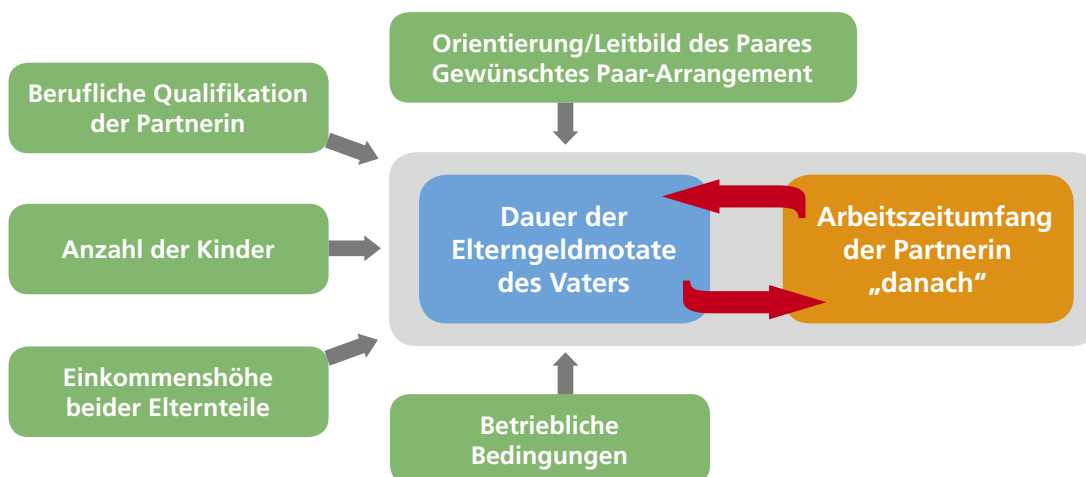 Orientierung/Leitbild des Paares
Gewünschtes Paar-Arrangement
Berufliche Qualifikation
der Partnerin
Anzahl der Kinder
Einkommenshöhe
beider Elternteile
Dauer der
Elterngeldmotate
des Vaters
Arbeitszeitumfang
der Partnerin
„danach“
Betriebliche
Bedingungen